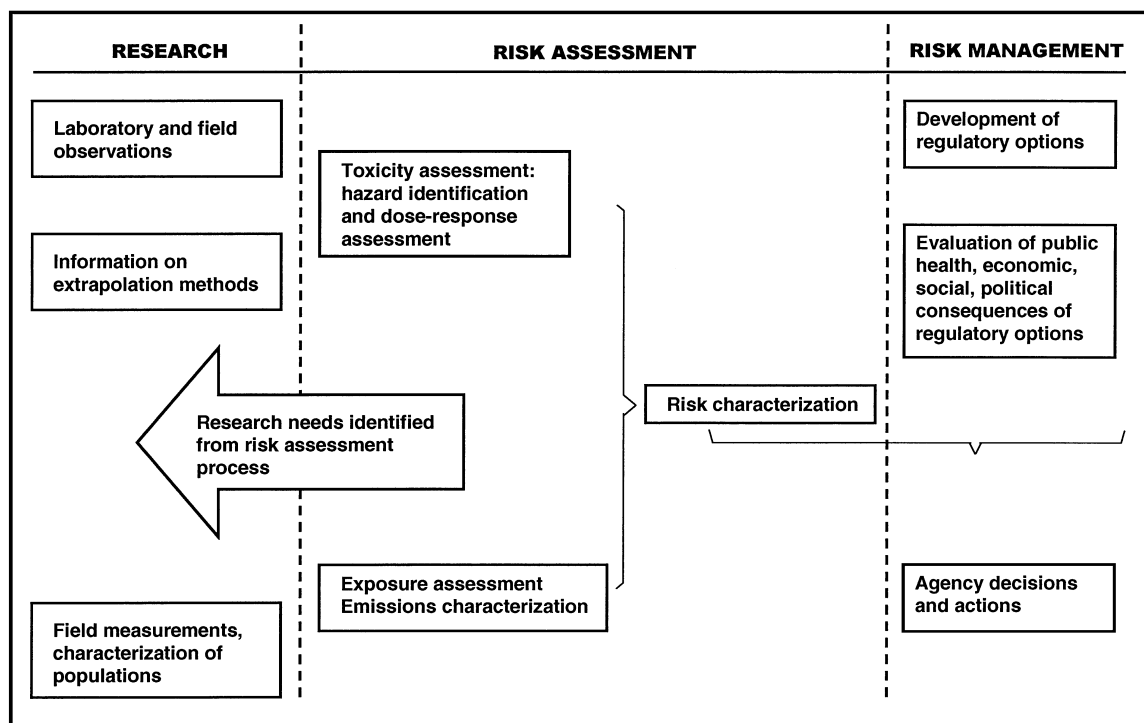 RESEARCH
RISK ASSESSMENT
RISK MANAGEMENT
Laboratory and field
observations
Information on
extrapolation methods
Research needs identified
from risk assessment
process
Field measurements,
characterization of
populations
Toxicity assessment:
hazard identification
and dose-response
assessment
Exposure assessment
Emissions characterization
Risk characterization
Development of
regulatory options
Evaluation of public
health, economic,
social, political
consequences of
regulatory options
Agency decisions
and actions